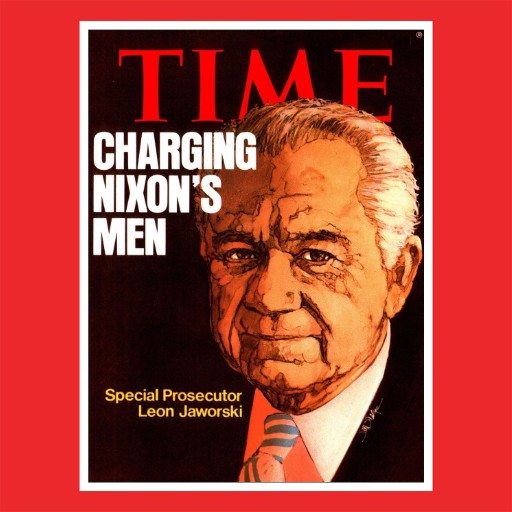 TIME
®
CHARGING
NIXON'S
MEN
Special Prosecutor
Leon Jaworski